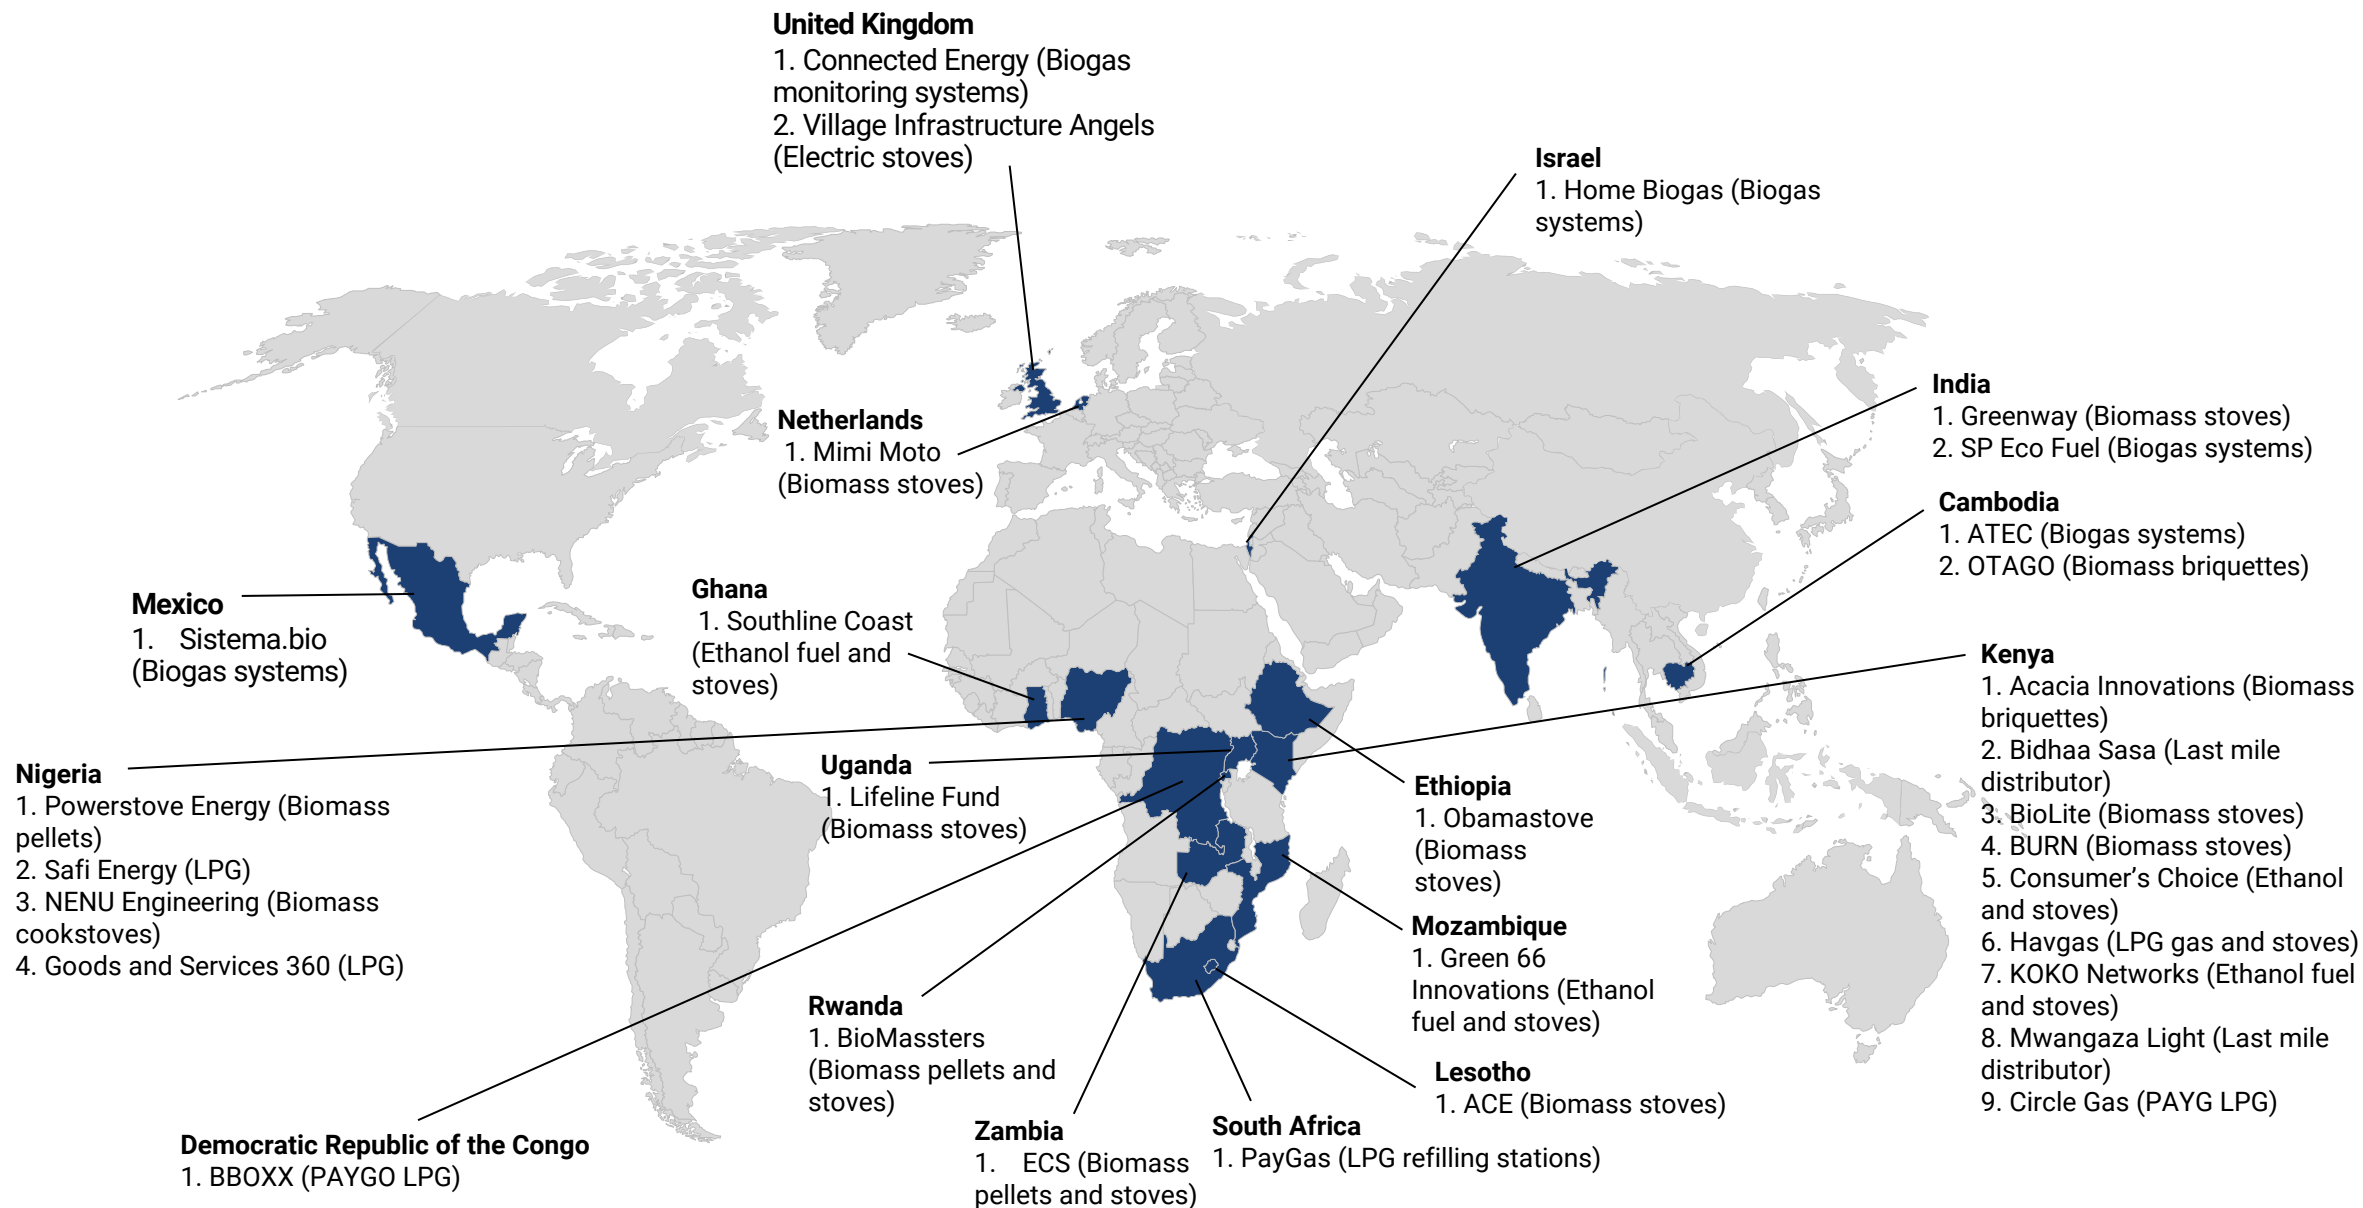 United Kingdom
1. Connected Energy (Biogas
monitoring systems)
2. Village Infrastructure Angels
(Electric stoves)
Israel
1. Home Biogas (Biogas
systems)
Netherlands
1. Mimi Moto
(Biomass stoves)
India
1. Greenway (Biomass stoves)
2. SP Eco Fuel (Biogas systems)
Cambodia
1. ATEC (Biogas systems)
2. OTAGO (Biomass briquettes)
Mexico
1. Sistema.bio
(Biogas systems)
Ghana
1. Southline Coast
(Ethanol fuel and
stoves)
Kenya
1. Acacia Innovations (Biomass
briquettes)
2. Bidhaa Sasa (Last mile
distributor)
3. BioLite (Biomass stoves)
4. BURN (Biomass stoves)
5. Consumer’s Choice (Ethanol
and stoves)
6. Havgas (LPG gas and stoves)
7. KOKO Networks (Ethanol fuel
and stoves)
8. Mwangaza Light (Last mile
distributor)
9. Circle Gas (PAYG LPG)
Nigeria
1. Powerstove Energy (Biomass
pellets)
2. Safi Energy (LPG)
3. NENU Engineering (Biomass
cookstoves)
4. Goods and Services 360 (LPG)
Uganda
1. Lifeline Fund
(Biomass stoves)
Ethiopia
1. Obamastove
(Biomass
stoves)
Mozambique
1. Green 66
Innovations (Ethanol
fuel and stoves)
Rwanda
1. BioMassters
(Biomass pellets and
stoves)
Lesotho
1. ACE (Biomass stoves)
Democratic Republic of the Congo
1. BBOXX (PAYGO LPG)
Zambia
1. ECS (Biomass
pellets and stoves)
South Africa
1. PayGas (LPG refilling stations)